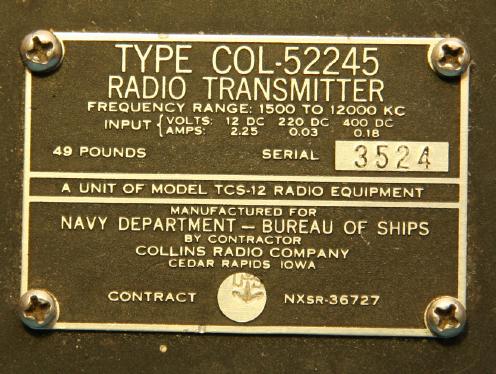 TYPE COL-52245
RADIO TRANSMITTER
FREQUENCY RANGE: 1500 TO 12000 KC
INPUT { VOLTS: 12 DC 220 DC 400 DC
AMPS: 2.25 0.03 0.18
49 POUNDS SERIAL 3524
A UNIT OF MODEL TCS-12 RADIO EQUIPMENT
MANUFACTURED FOR
NAVY DEPARTMENT — BUREAU OF SHIPS
BY CONTRACTOR
COLLINS RADIO COMPANY
CEDAR RAPIDS IOWA
CONTRACT NXSR-36727